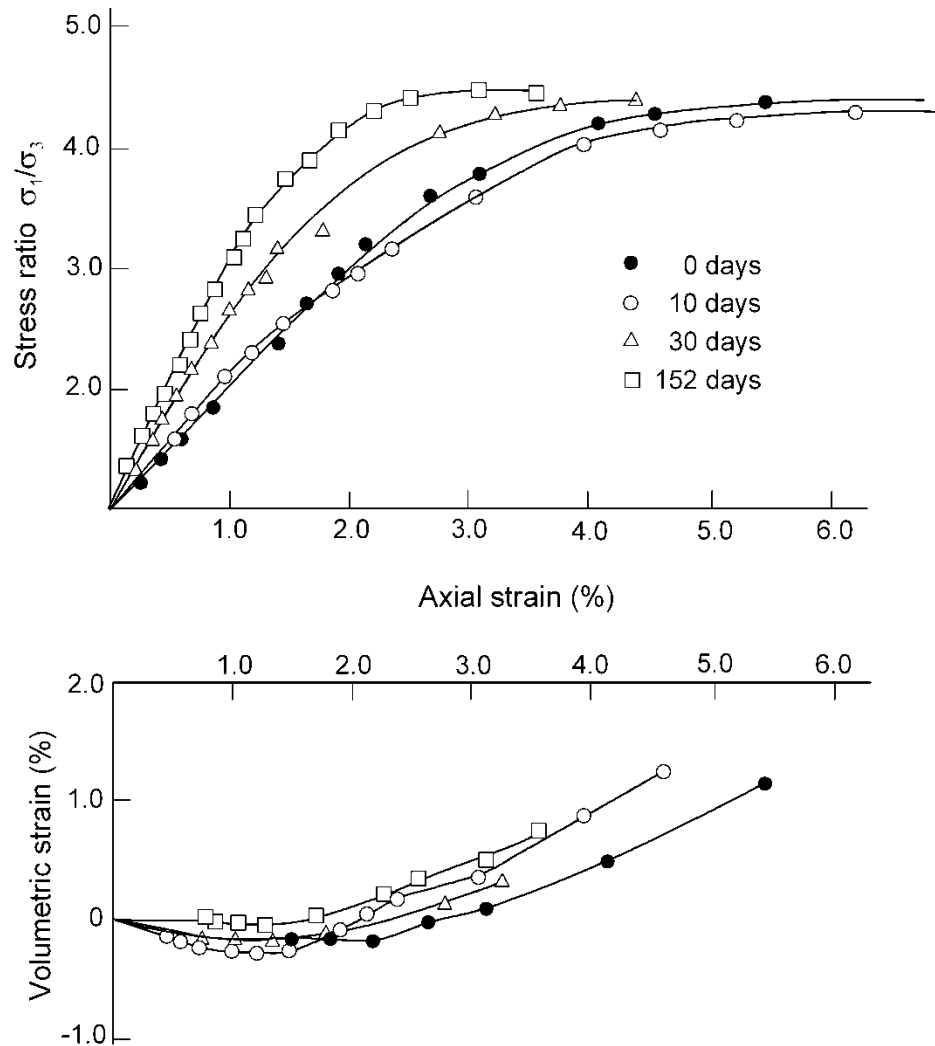 5.0
4.0
3.0
2.0
Stress ratio σ1/σ3
0 days
10 days
30 days
152 days
1.0 2.0 3.0 4.0 5.0 6.0
Axial strain (%)
1.0 2.0 3.0 4.0 5.0 6.0
2.0
1.0
0
-1.0
Volumetric strain (%)